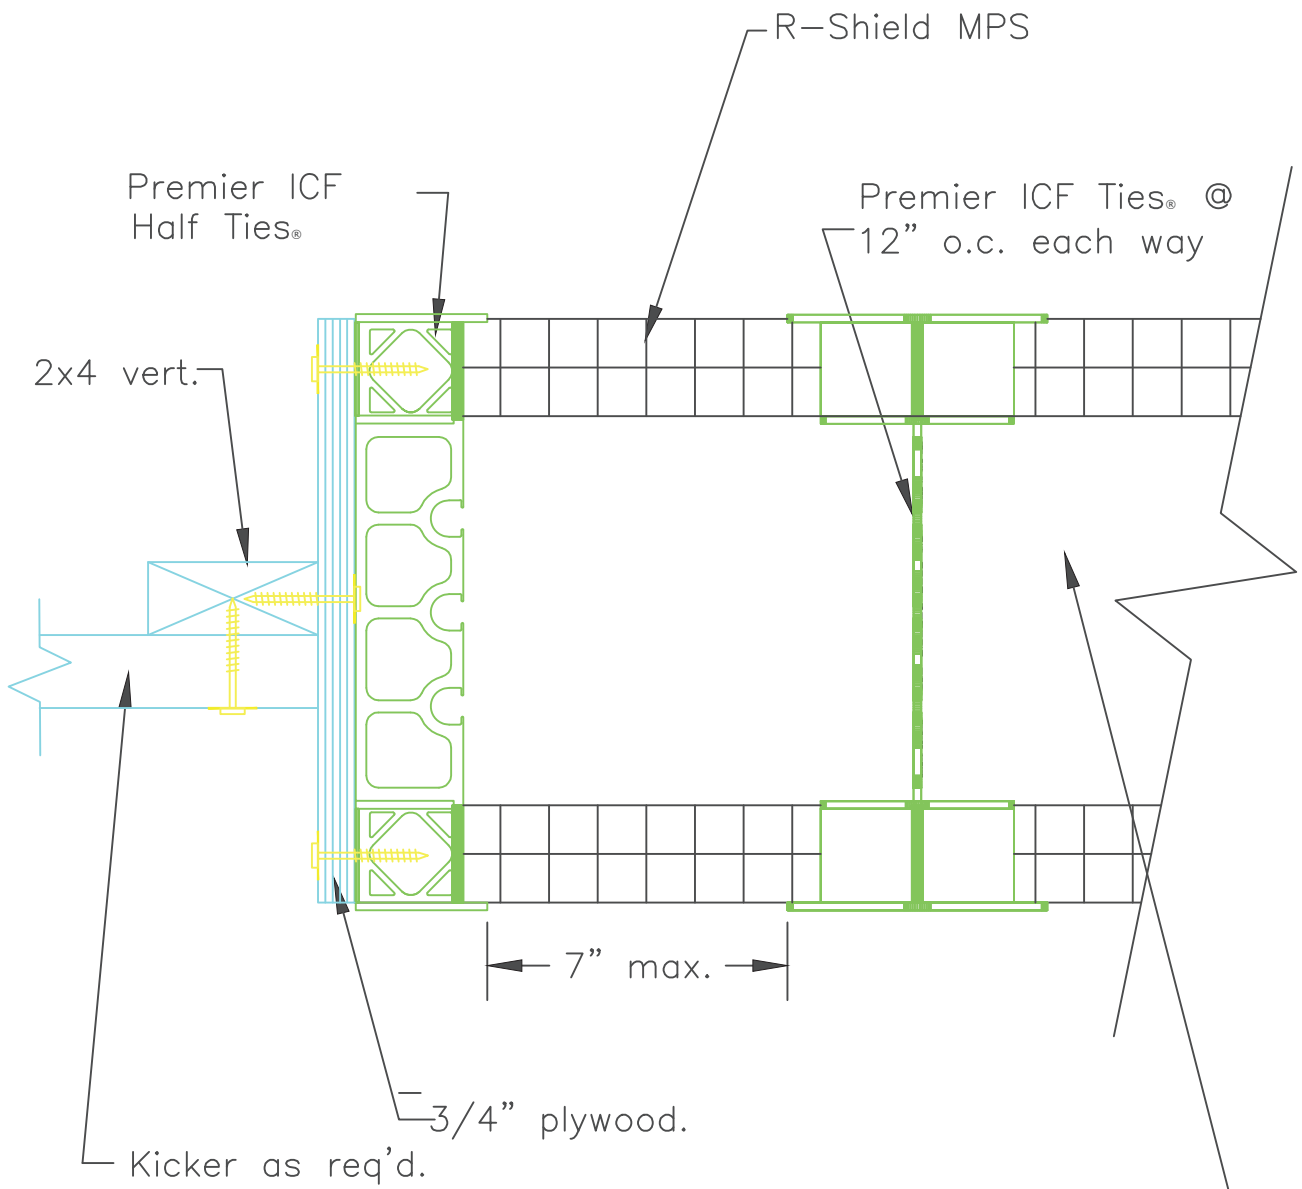 R-Shield MPS
Premier ICF
Half Ties®
Premier ICF Ties® @
12” o.c. each way
2x4 vert.
7” max.
3/4” plywood.
Kicker as req’d.